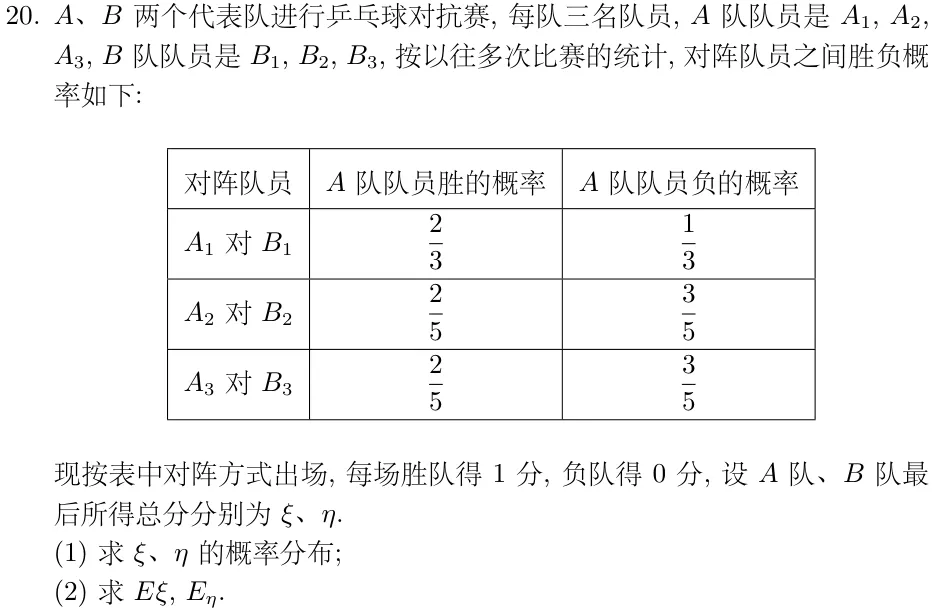 20. A、B 两个代表队进行乒乓球对抗赛, 每队三名队员, A 队队员是 A₁, A₂,
A₃, B 队队员是 B₁, B₂, B₃, 按以往多次比赛的统计, 对阵队员之间胜负概
率如下:
对阵队员 A 队队员胜的概率 A 队队员负的概率
A₁ 对 B₁ 2/3 1/3
A₂ 对 B₂ 2/5 3/5
A₃ 对 B₃ 2/5 3/5
现按表中对阵方式出场, 每场胜队得 1 分, 负队得 0 分, 设 A 队、B 队最
后所得总分分别为 ξ、η.
(1) 求 ξ、η 的概率分布;
(2) 求 Eξ, E_η.